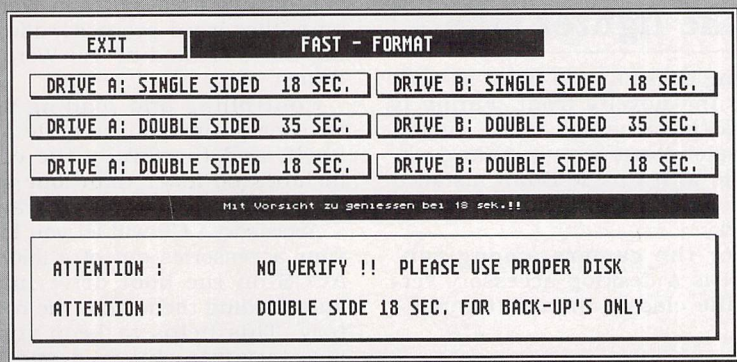 EXIT FAST - FORMAT
DRIVE A: SINGLE SIDED 18 SEC. DRIVE B: SINGLE SIDED 18 SEC.
DRIVE A: DOUBLE SIDED 35 SEC. DRIVE B: DOUBLE SIDED 35 SEC.
DRIVE A: DOUBLE SIDED 18 SEC. DRIVE B: DOUBLE SIDED 18 SEC.
Mit Vorsicht zu geniessen bei 18 sek.!!
ATTENTION : NO VERIFY !! PLEASE USE PROPER DISK
ATTENTION : DOUBLE SIDE 18 SEC. FOR BACK-UP'S ONLY